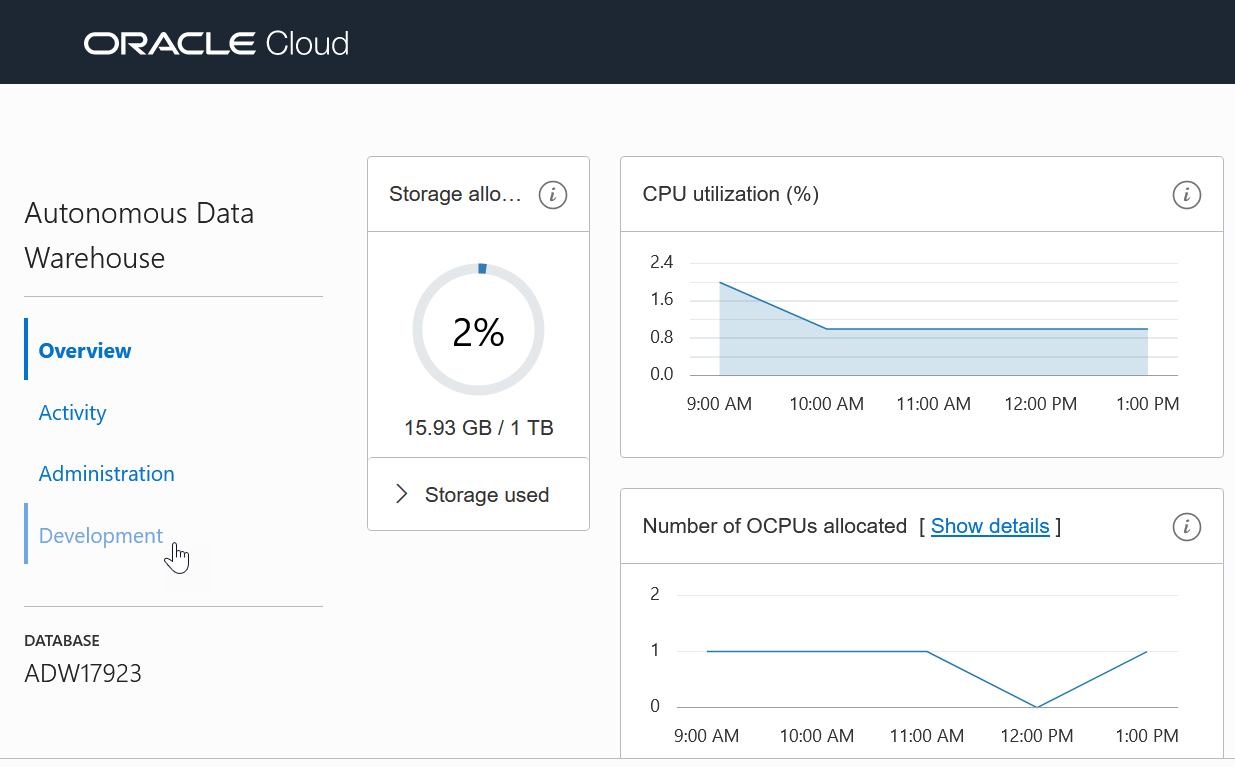 ORACLE Cloud
Autonomous Data
Warehouse
Overview
Activity
Administration
Development
DATABASE
ADW17923
Storage allo...
2%
15.93 GB / 1 TB
Storage used
CPU utilization (%)
2.4
1.6
0.8
0.0
9:00 AM 10:00 AM 11:00 AM 12:00 PM 1:00 PM
Number of OCPUs allocated [ Show details ]
2
1
0
9:00 AM 10:00 AM 11:00 AM 12:00 PM 1:00 PM